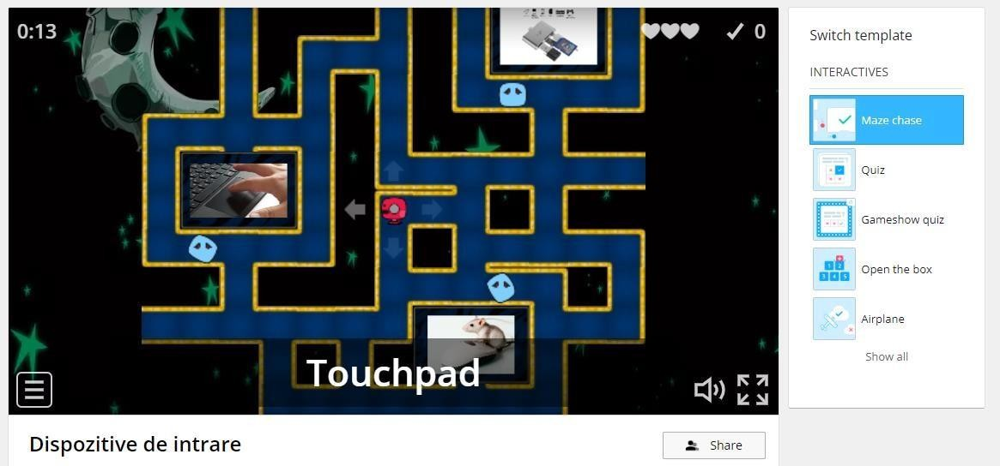 0:13
0
Touchpad
Dispozitive de intrare
Share
Switch template
INTERACTIVES
Maze chase
Quiz
Gameshow quiz
Open the box
Airplane
Show all